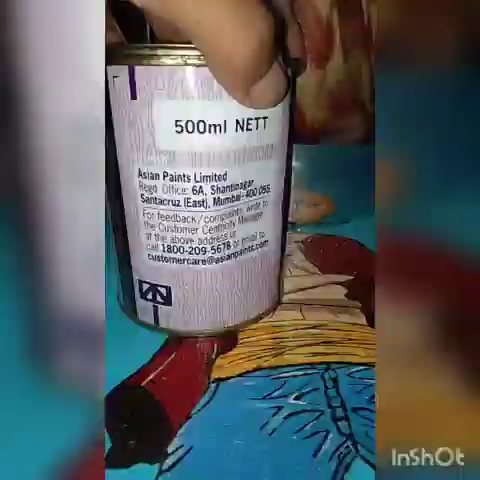 500ml NETT
Asian Paints Limited
Regd Office: 6A, Shantinagar
Santacruz (East), Mumbai-400 055
For feedback/complaints, write to
the Customer Centricity Manager
at the above address or
call 1800-209-5678 or email to
customercare@asianpaints.com
InShOt